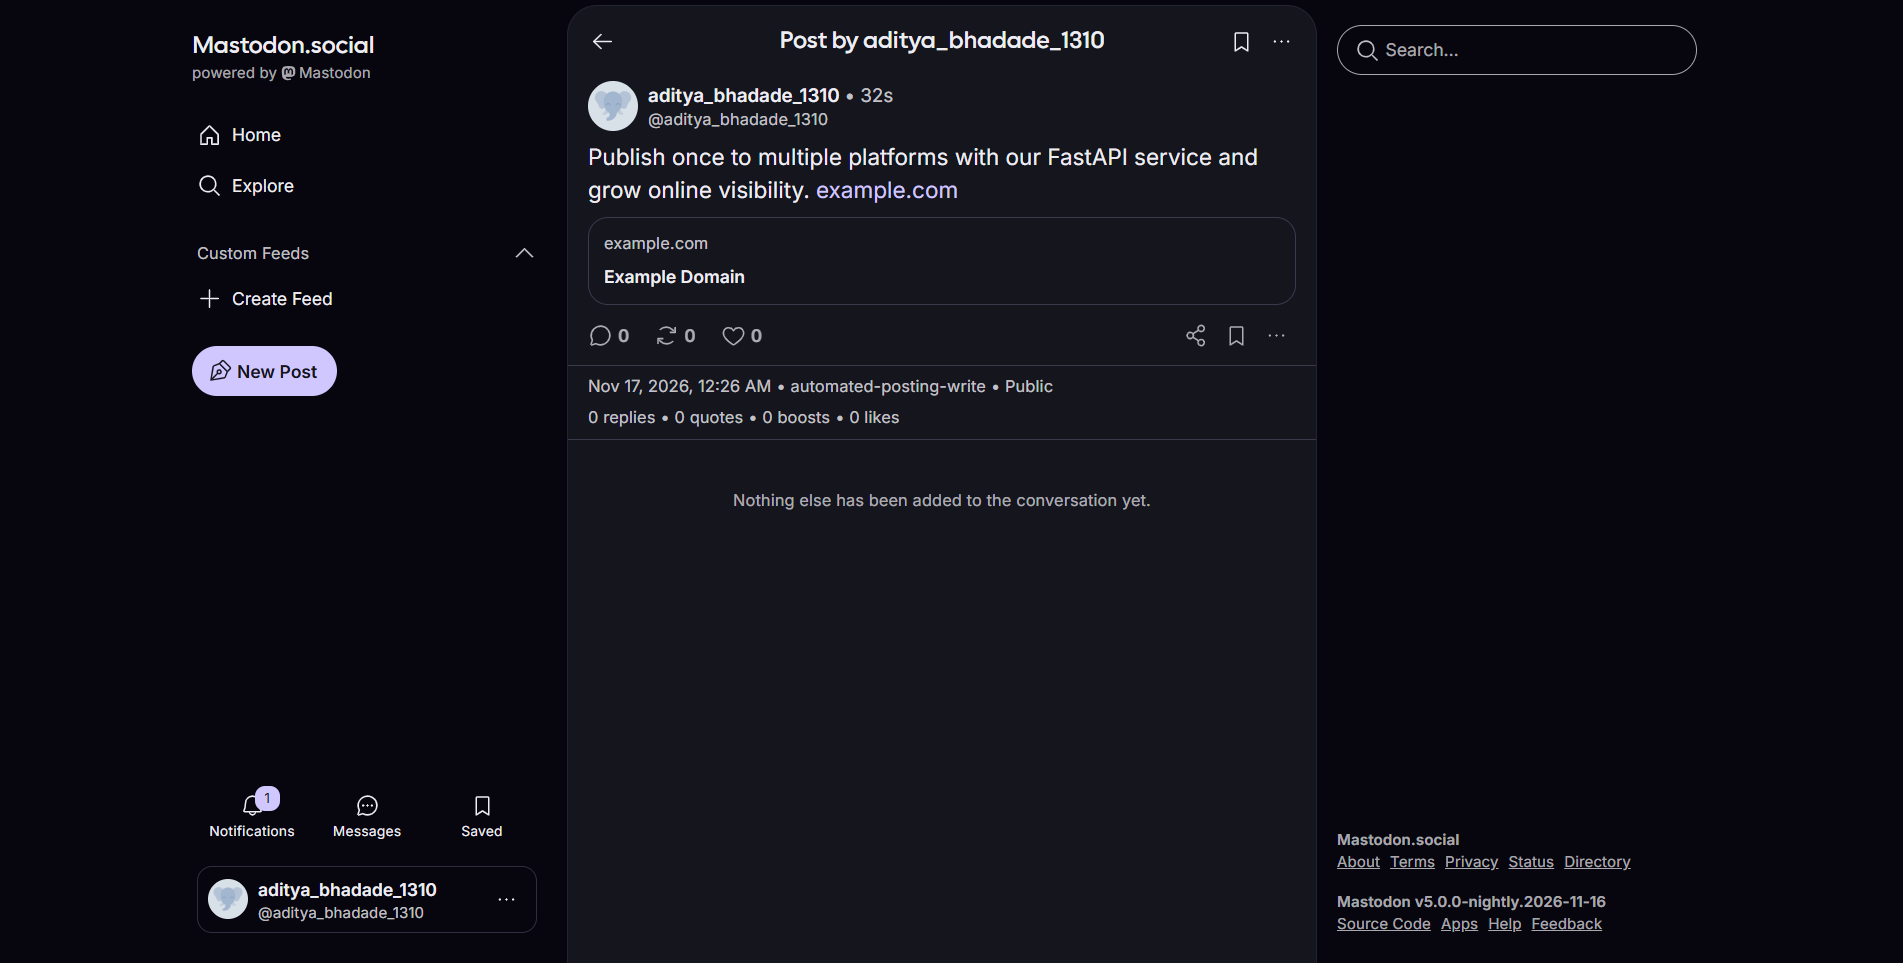 Mastodon.social
powered by Mastodon
Home
Explore
Custom Feeds
Create Feed
New Post
1
Notifications
Messages
Saved
aditya_bhadade_1310
@aditya_bhadade_1310
Post by aditya_bhadade_1310
aditya_bhadade_1310 • 32s
@aditya_bhadade_1310
Publish once to multiple platforms with our FastAPI service and
grow online visibility. example.com
example.com
Example Domain
0 0 0
Nov 17, 2026, 12:26 AM • automated-posting-write • Public
0 replies • 0 quotes • 0 boosts • 0 likes
Nothing else has been added to the conversation yet.
Search...
Mastodon.social
About Terms Privacy Status Directory
Mastodon v5.0.0-nightly.2026-11-16
Source Code Apps Help Feedback